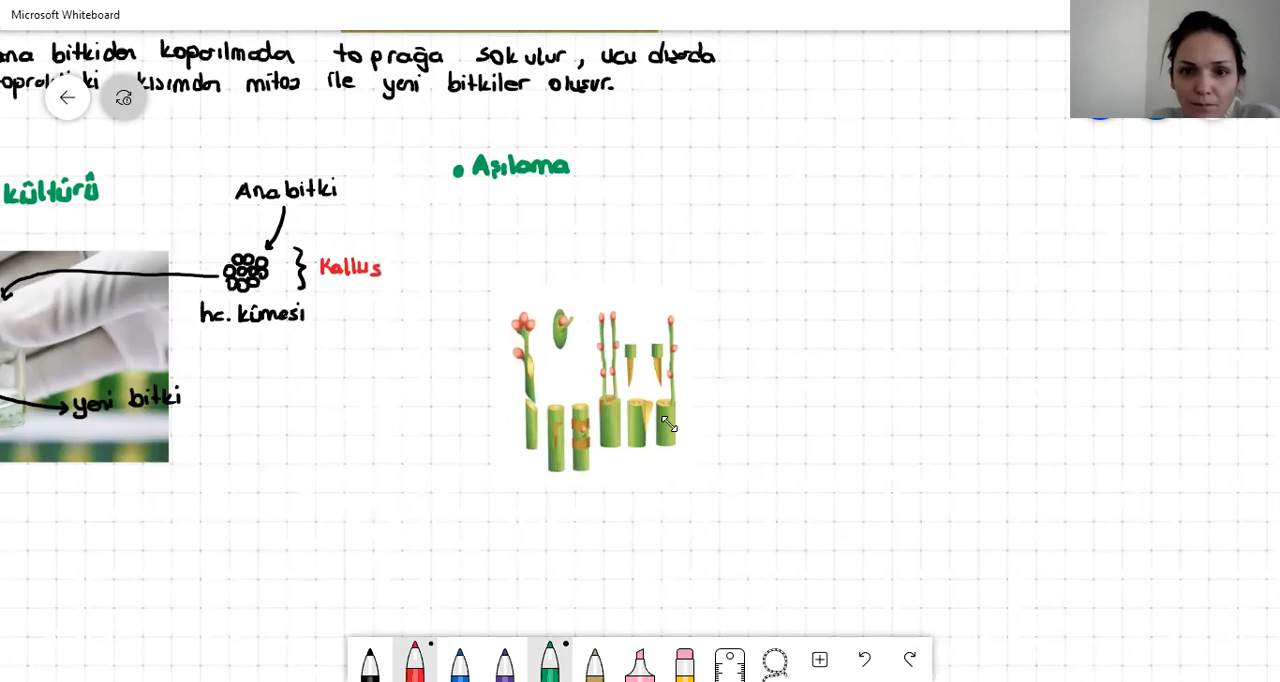 Microsoft Whiteboard
ana bitkiden koparılmadan toprağa sokulur, ucu dışarda
kısımdan mitoz ile yeni bitkiler oluşur.
• Aşılama
kültürü
Ana bitki
Kallus
hc. kümesi
yeni bitki